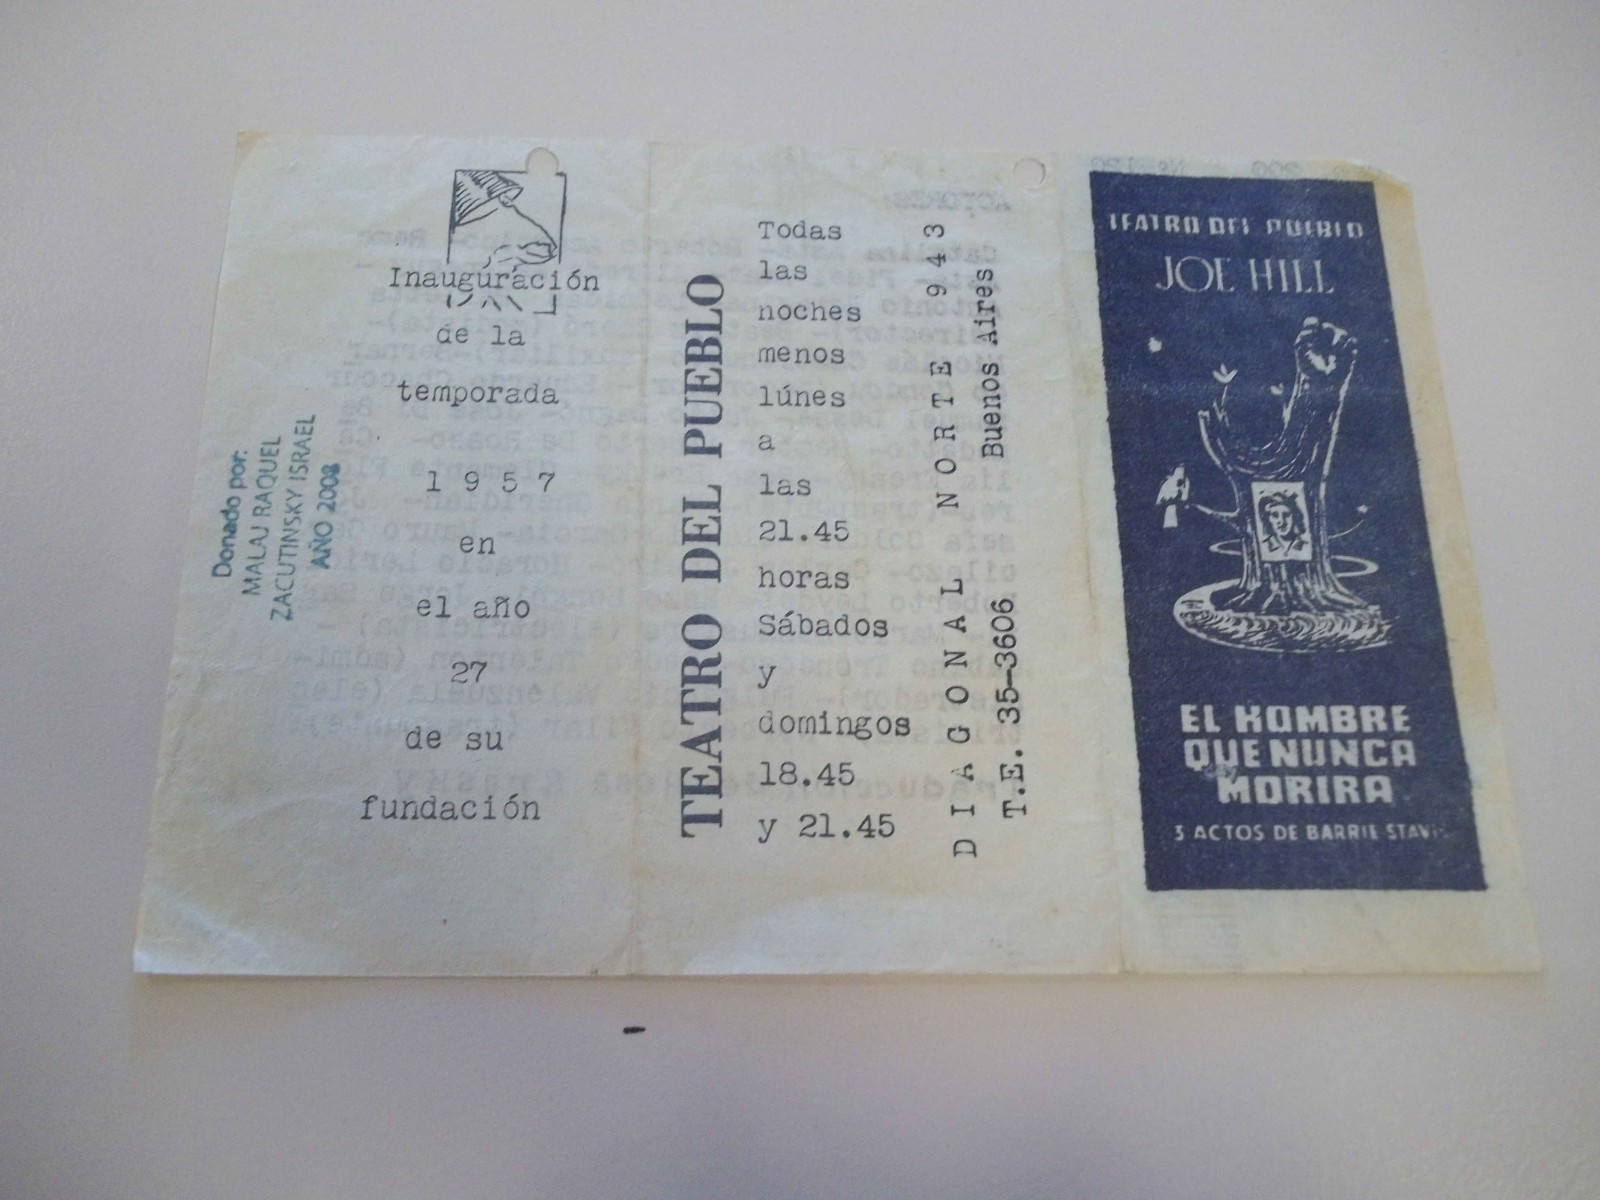 Inauguración
de la
temporada
1957
en
el año
27
de su
fundación
Donado por:
MALAJ RAQUEL
ZACUTINSKY ISRAEL
AÑO 2008
TEATRO DEL PUEBLO
Todas
las
noches
menos
lúnes
a
las
21.45
horas
Sábados
y
domingos
18.45
y 21.45
DIAGONAL NORTE 943
T.E. 35-3606 Buenos Aires
TEATRO DEL PUEBLO
JOE HILL
EL HOMBRE
QUE NUNCA
MORIRA
3 ACTOS DE BARRIE